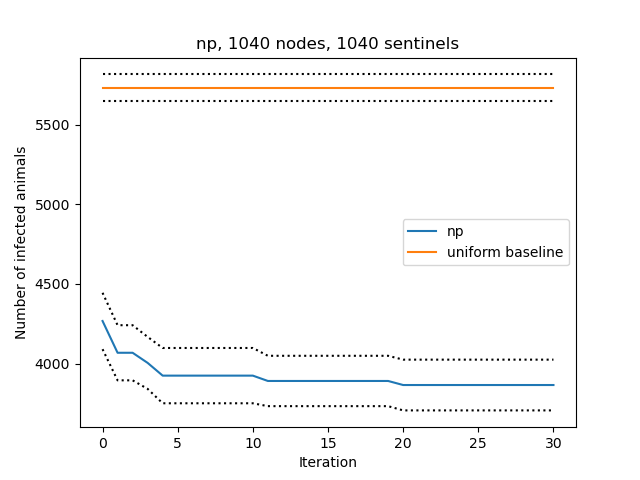 np, 1040 nodes, 1040 sentinels
Number of infected animals
5500
5000
4500
4000
np
uniform baseline
0 5 10 15 20 25 30
Iteration